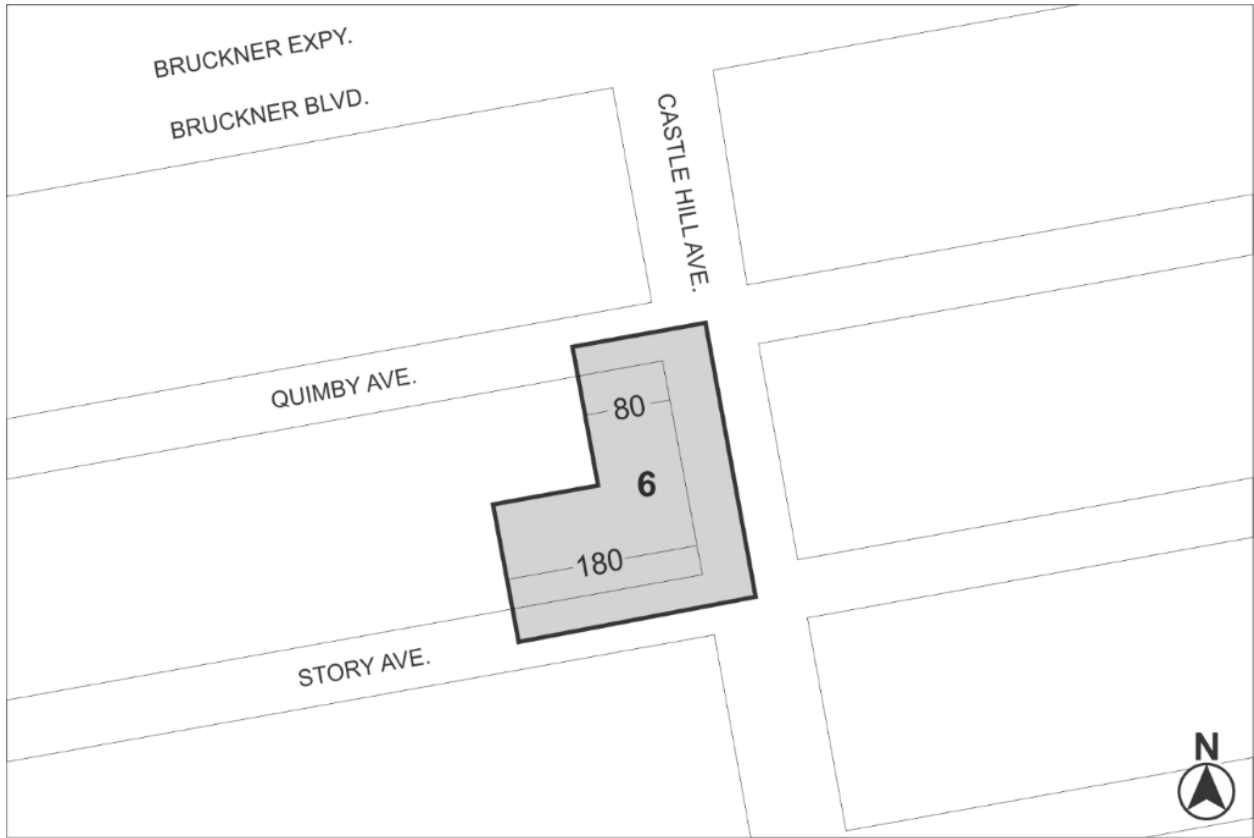 BRUCKNER EXPY.
BRUCKNER BLVD.
CASTLE HILL AVE.
QUIMBY AVE.
80
6
180
STORY AVE.
N